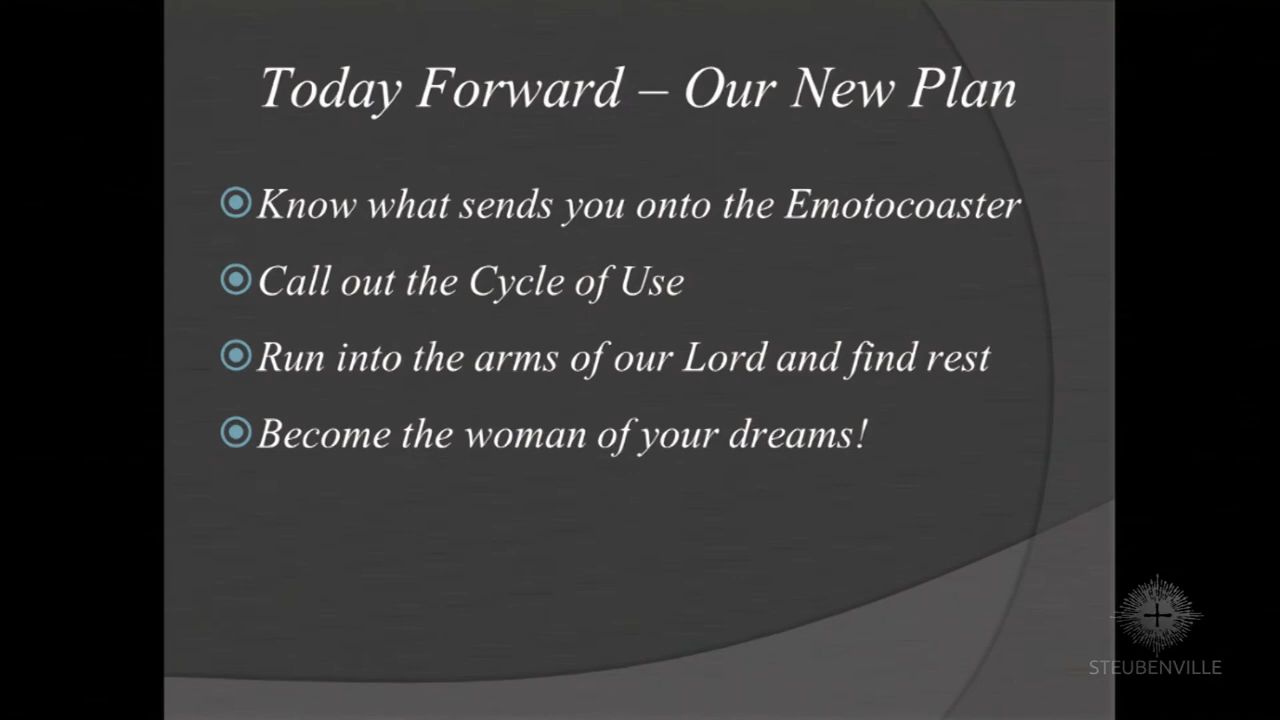 Today Forward – Our New Plan
Know what sends you onto the Emotocoaster
Call out the Cycle of Use
Run into the arms of our Lord and find rest
Become the woman of your dreams!
STEUBENVILLE